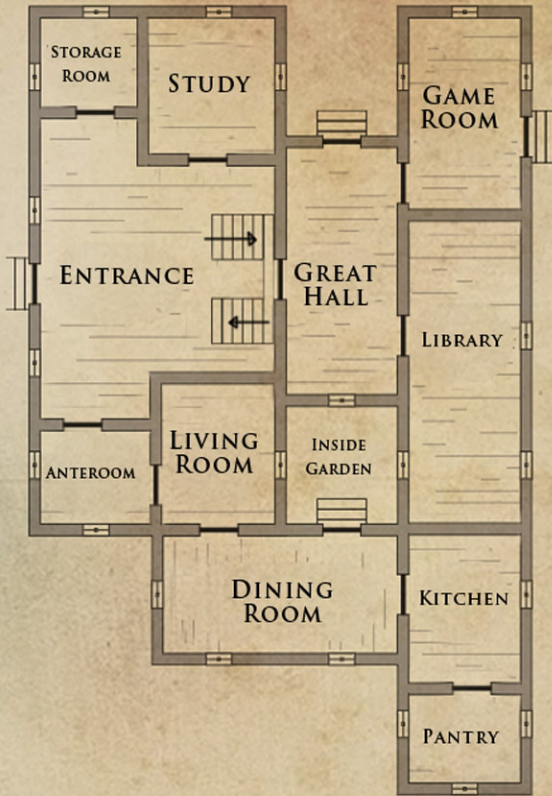 STORAGE
ROOM
STUDY
GAME
ROOM
ENTRANCE
GREAT
HALL
LIBRARY
LIVING
ROOM
INSIDE
GARDEN
ANTEROOM
DINING
ROOM
KITCHEN
PANTRY